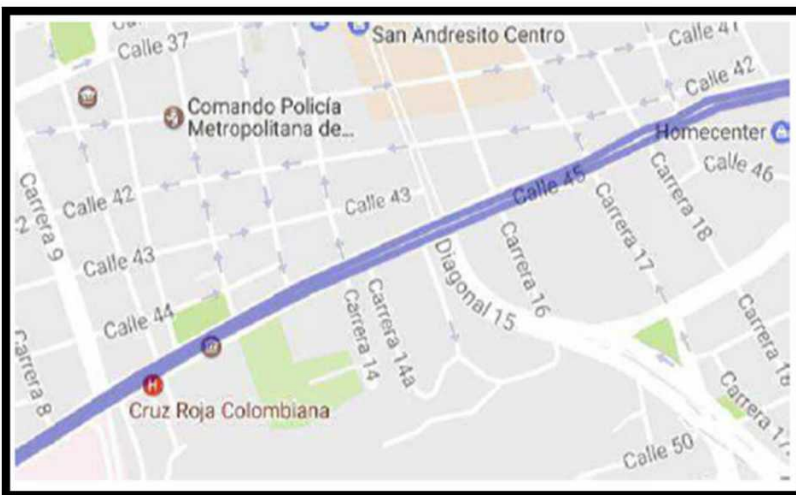 Calle 37
San Andresito Centro
Calle 41
Calle 42
Comando Policía
Metropolitana de...
Homecenter
Calle 46
Carrera 9
Calle 42
Calle 43
Calle 45
Carrera 18
Carrera 17
Calle 43
Diagonal 15
Carrera 16
Calle 44
Carrera 14
Carrera 14a
Carrera 8
H
Cruz Roja Colombiana
Carrera 18
Carrera 17
Calle 50